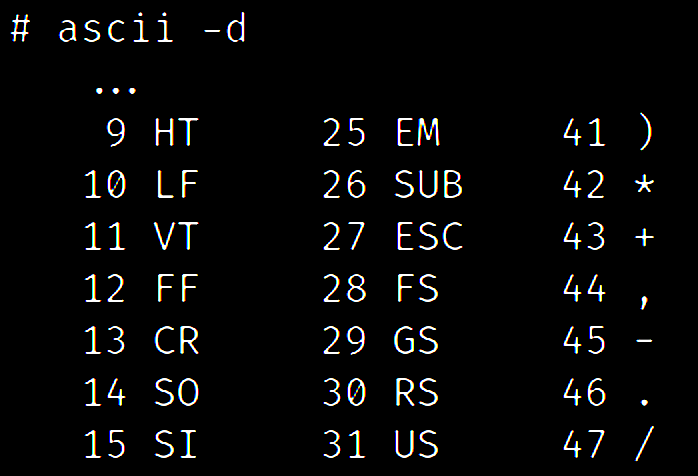 # ascii -d
...
9 HT 25 EM 41 )
10 LF 26 SUB 42 *
11 VT 27 ESC 43 +
12 FF 28 FS 44 ,
13 CR 29 GS 45 -
14 SO 30 RS 46 .
15 SI 31 US 47 /